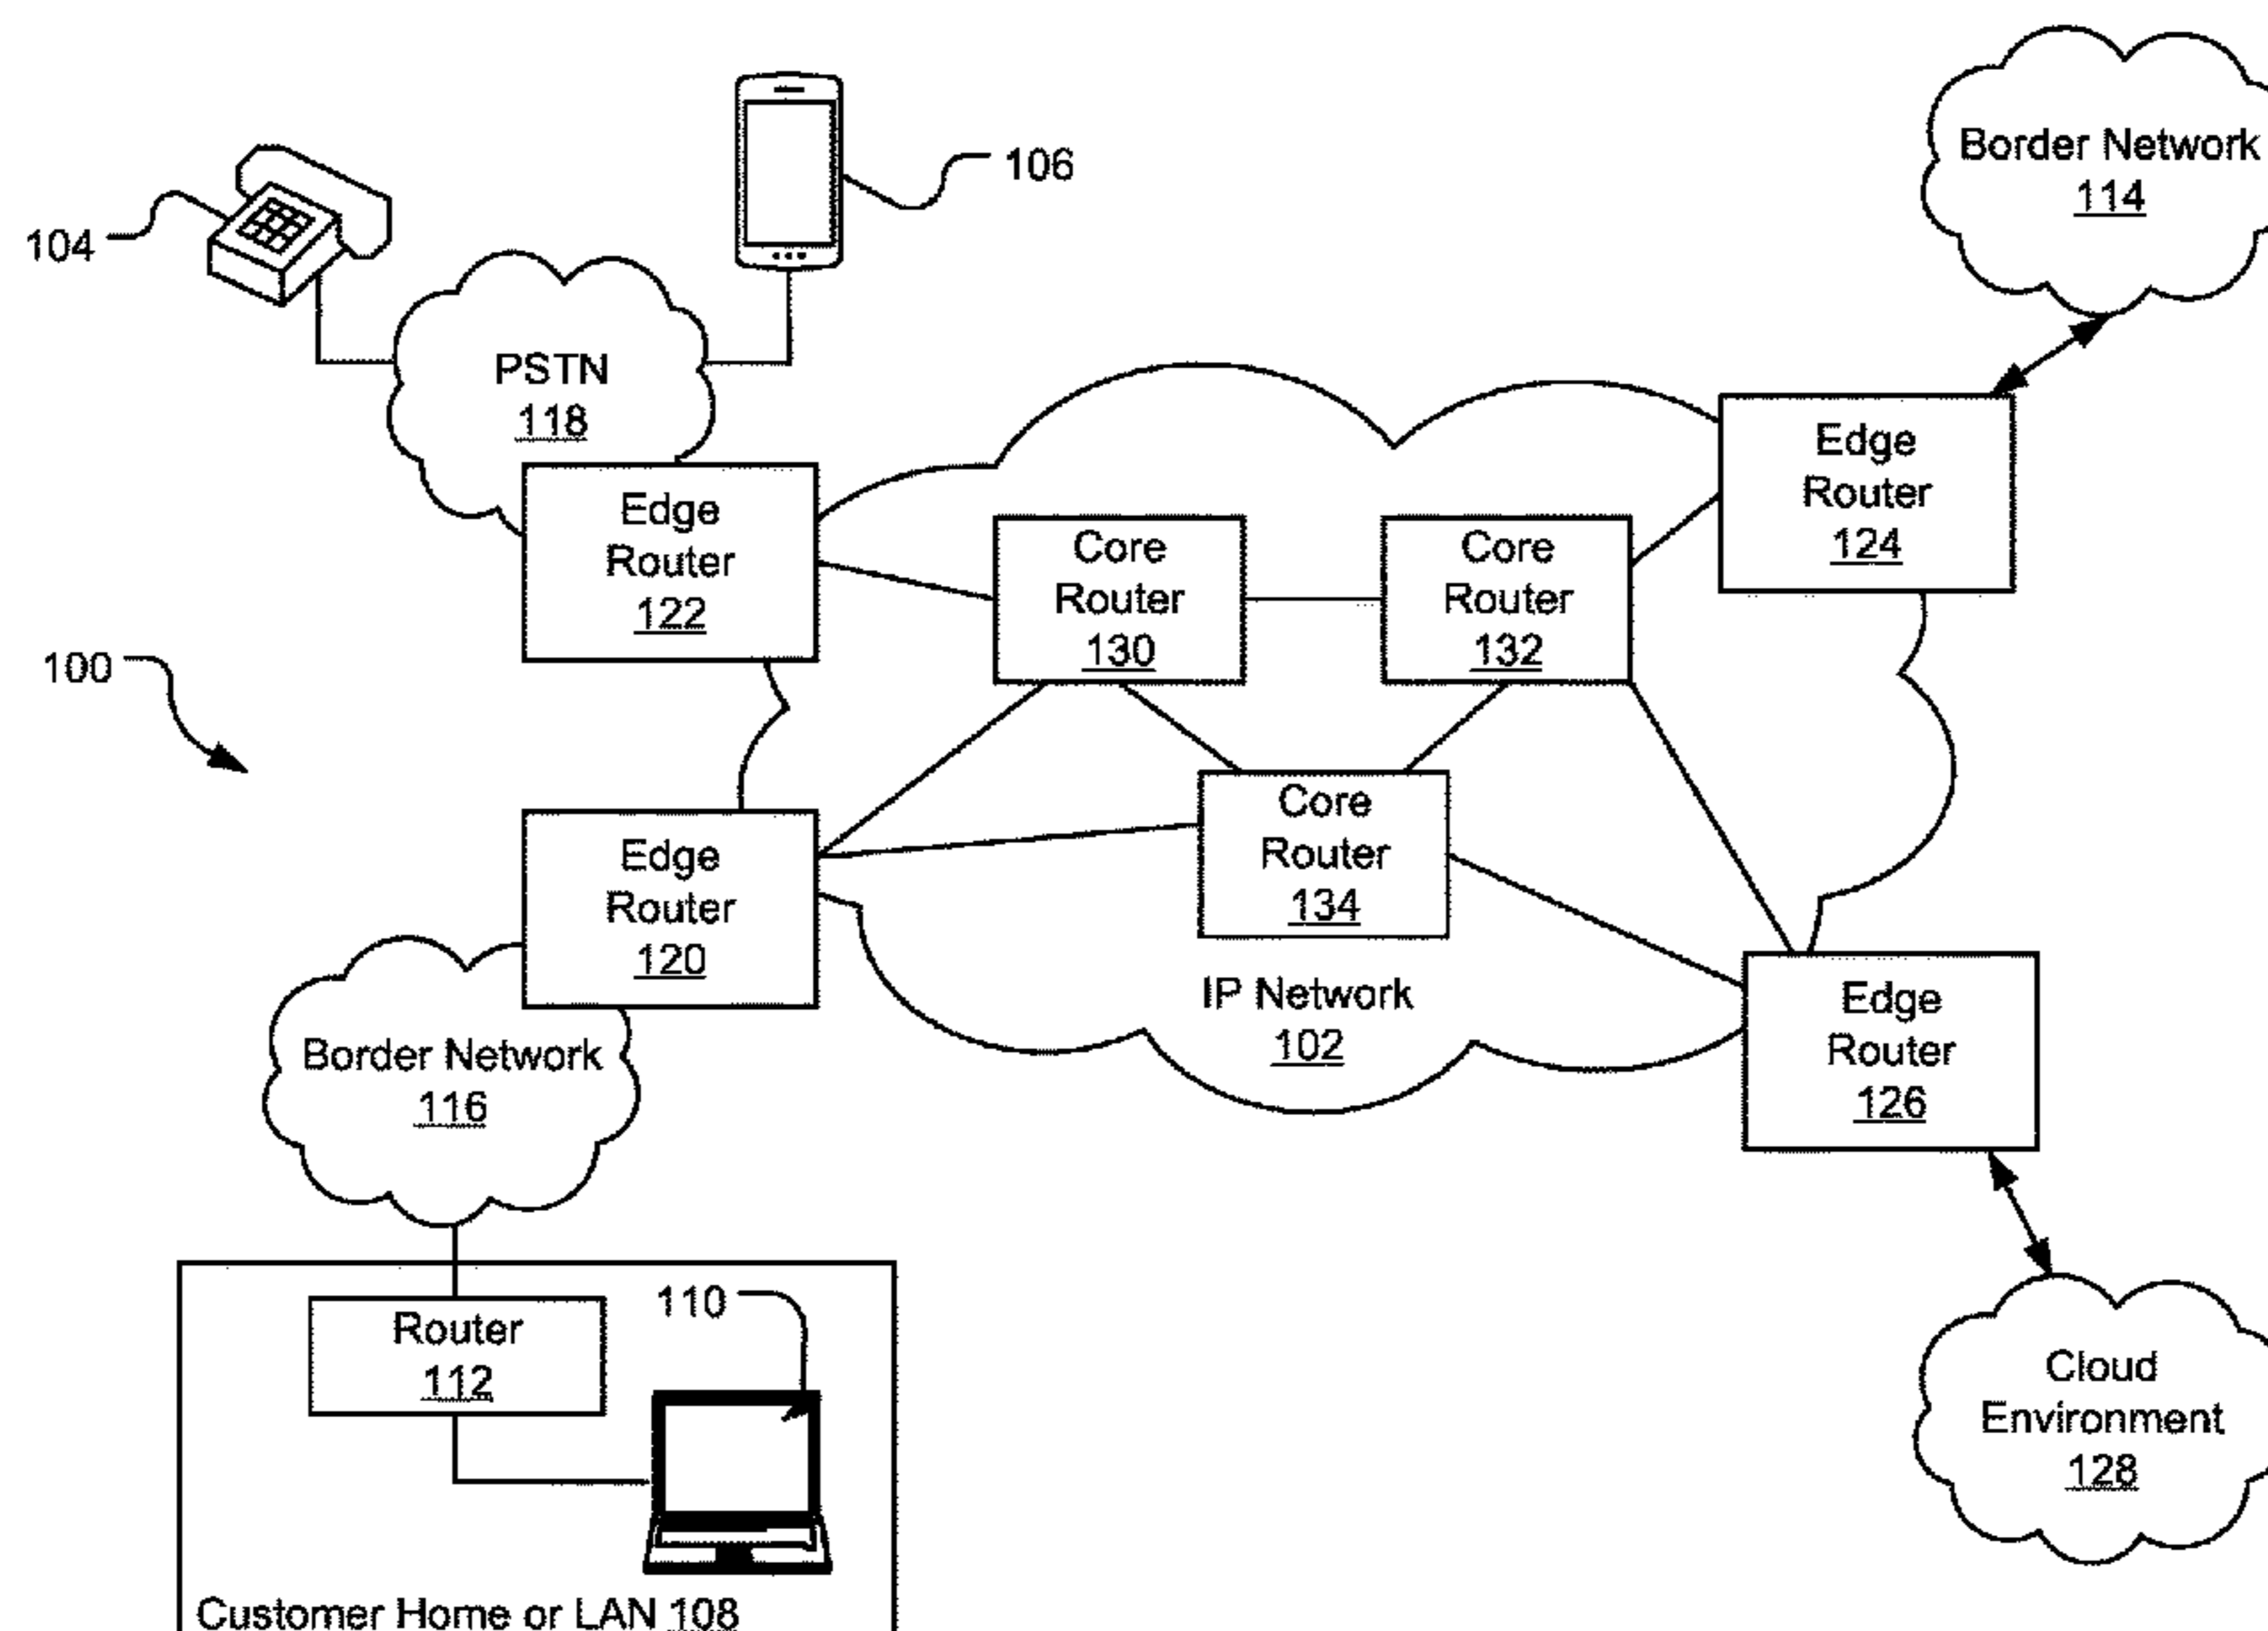 104
106
Border Network
114
PSTN
118
Edge
Router
122
Core
Router
130
Core
Router
132
Edge
Router
124
100
Edge
Router
120
Core
Router
134
IP Network
102
Edge
Router
126
Border Network
116
Router
112
110
Customer Home or LAN 108
Cloud
Environment
128